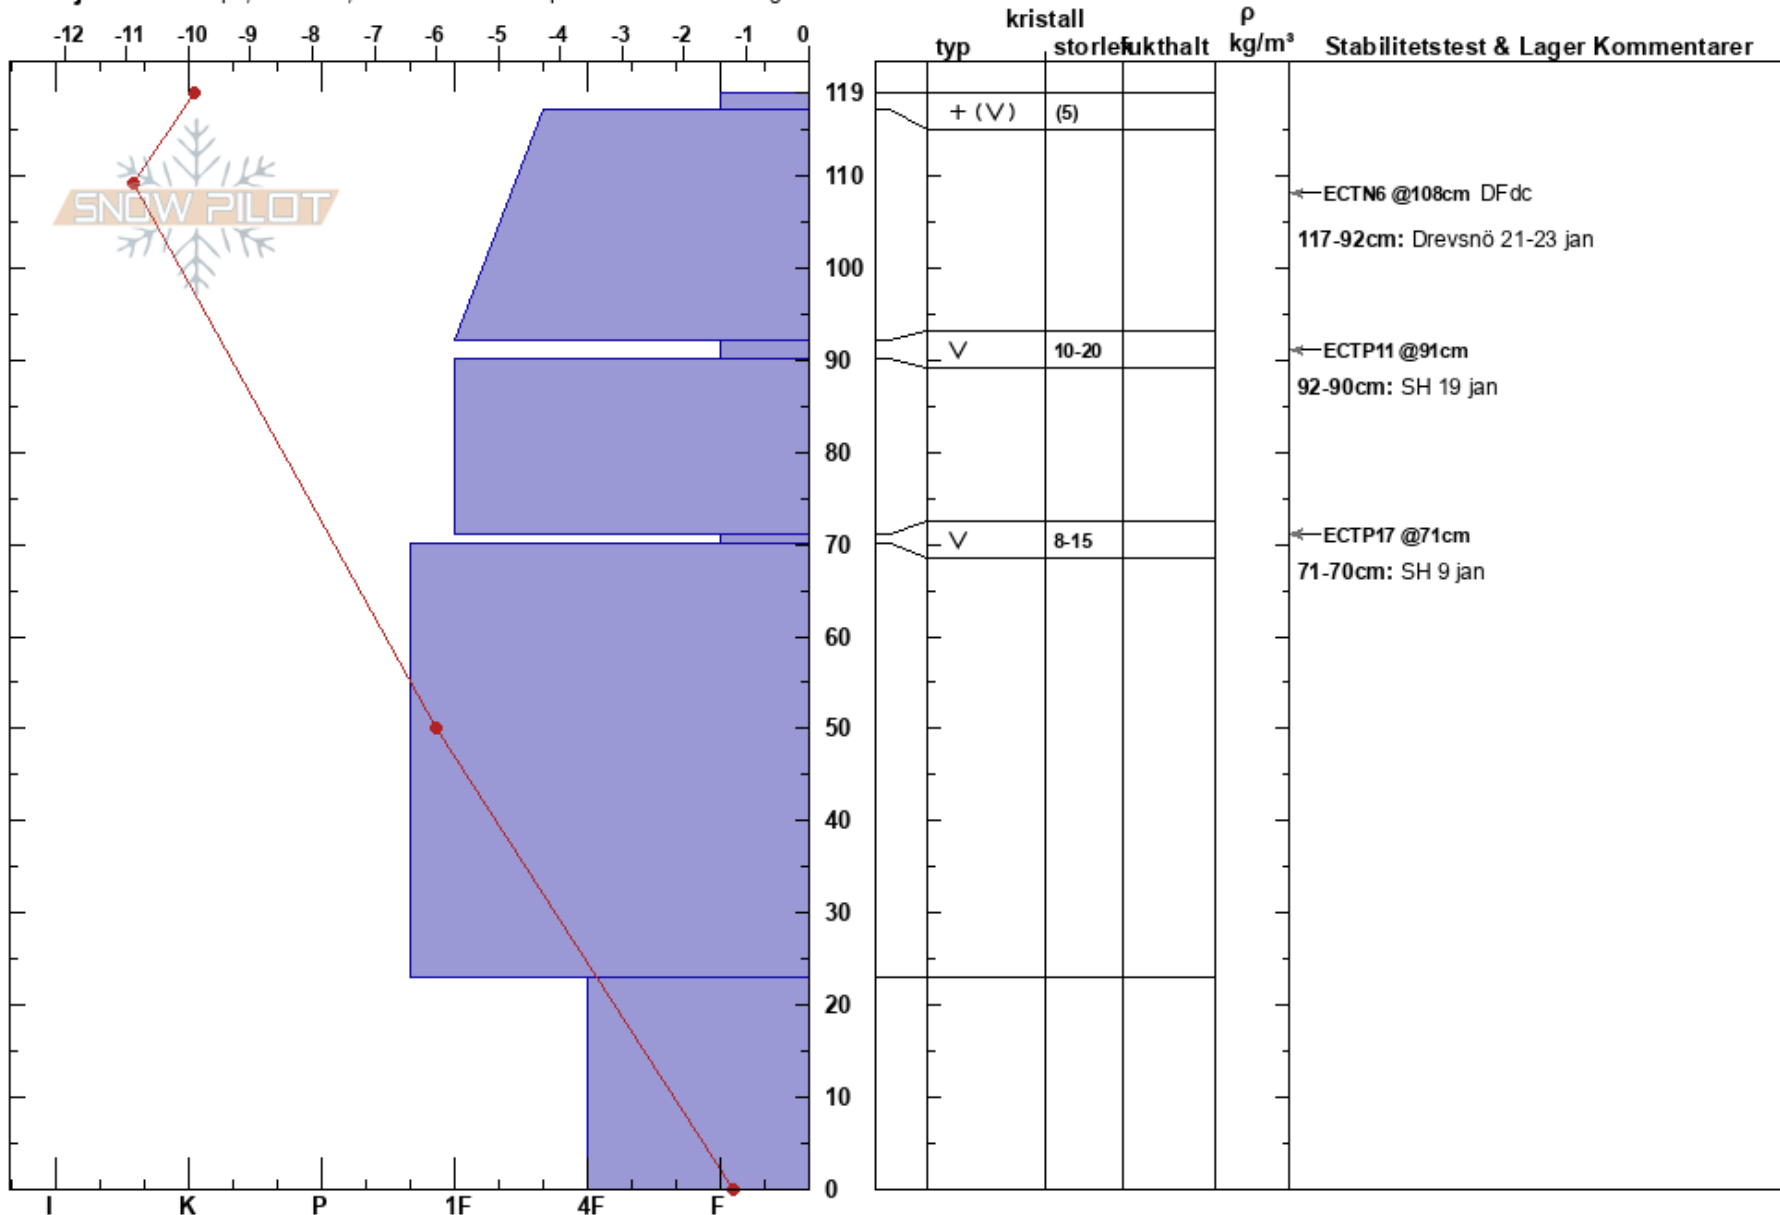 kristall ρ
-12 -11 -10 -9 -8 -7 -6 -5 -4 -3 -2 -1 0 typ storlek fukthalt kg/m³ Stabilitetstest & Lager Kommentarer
119 + (V) (5)
SNOW PILOT
110
ECTN6 @108cm DFdc
117-92cm: Drevsnö 21-23 jan
100
90 V 10-20 ECTP11 @91cm
92-90cm: SH 19 jan
80
70 V 8-15 ECTP17 @71cm
71-70cm: SH 9 jan
60
50
40
30
20
10
0
I K P 1F 4F F